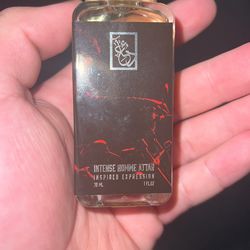 INTENSE HOMME ATTAR
INSPIRED EXPRESSION
30 ML 1 FL.OZ